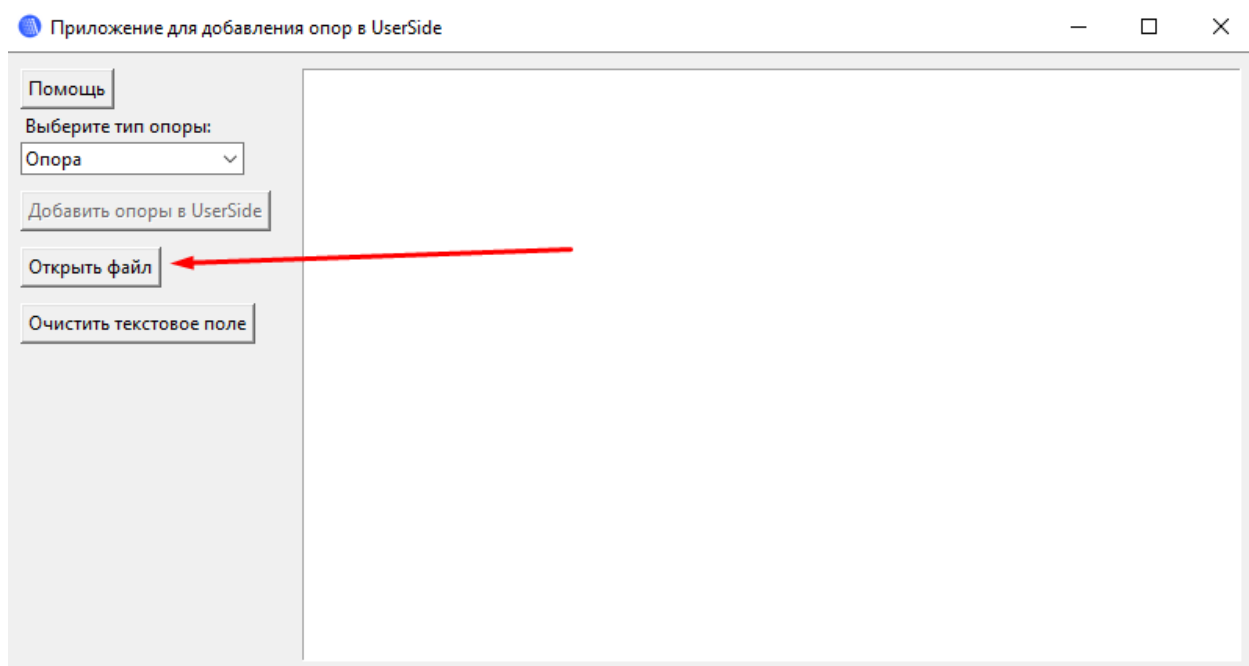 Приложение для добавления опор в UserSide
Помощь
Выберите тип опоры:
Опора
Добавить опоры в UserSide
Открыть файл
Очистить текстовое поле